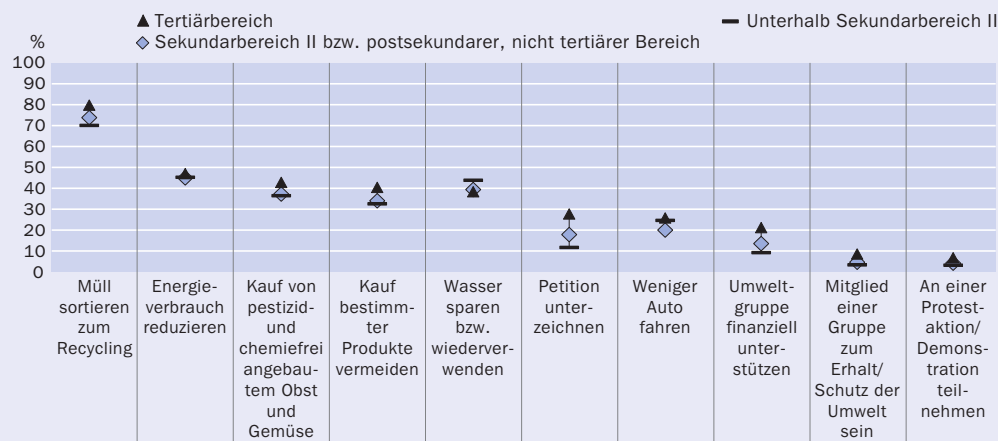 Tertiärbereich
Unterhalb Sekundarbereich II
%
Sekundarbereich II bzw. postsekundarer, nicht tertiärer Bereich
100
90
80
70
60
50
40
30
20
10
0
Müll
sortieren
zum
Recycling
Energie-
verbrauch
reduzieren
Kauf von
pestizid-
und
chemiefrei
angebau-
tem Obst
und
Gemüse
Kauf
bestimm-
ter
Produkte
vermeiden
Wasser
sparen
bzw.
wiederver-
wenden
Petition
unter-
zeichnen
Weniger
Auto
fahren
Umwelt-
gruppe
finanziell
unter-
stützen
Mitglied
einer
Gruppe
zum
Erhalt/
Schutz der
Umwelt
sein
An einer
Protest-
aktion/
Demons-
tration
teil-
nehmen